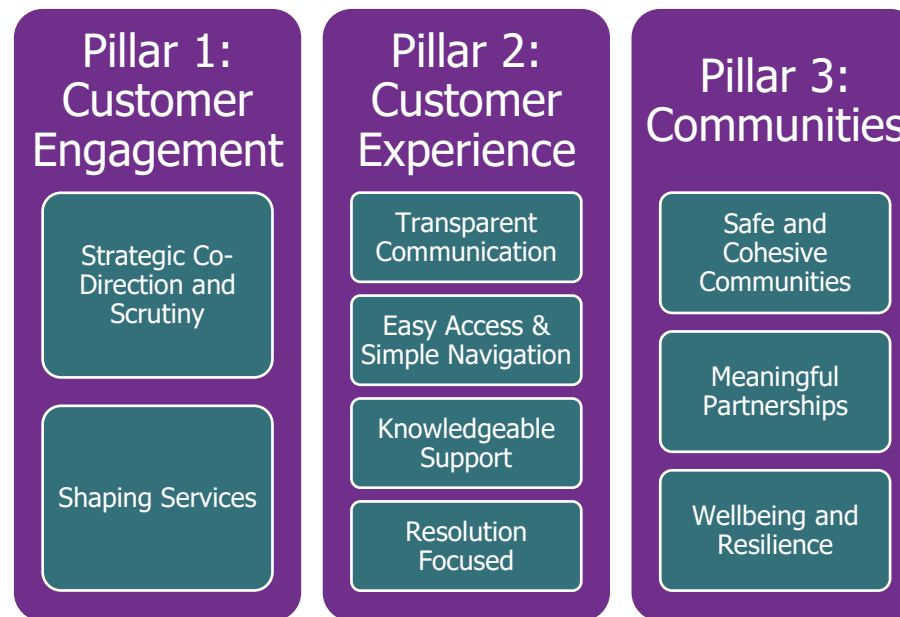 Pillar 1:
Customer
Engagement
Strategic Co-
Direction and
Scrutiny
Shaping Services
Pillar 2:
Customer
Experience
Transparent
Communication
Easy Access &
Simple Navigation
Knowledgeable
Support
Resolution
Focused
Pillar 3:
Communities
Safe and
Cohesive
Communities
Meaningful
Partnerships
Wellbeing and
Resilience